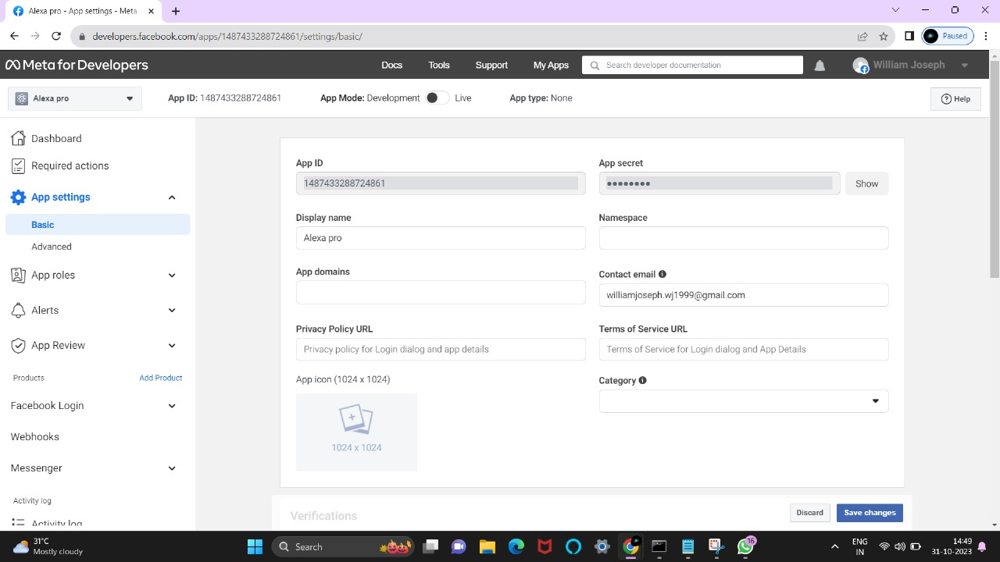 Alexa pro - App settings - Meta
developers.facebook.com/apps/1487433288724861/settings/basic/
Paused
Meta for Developers
Docs
Tools
Support
My Apps
Search developer documentation
William Joseph
Alexa pro
App ID: 1487433288724861
App Mode: Development
Live
App type: None
Help
Dashboard
Required actions
App settings
Basic
Advanced
App roles
Alerts
App Review
Products
Add Product
Facebook Login
Webhooks
Messenger
Activity log
Activity log
App ID
1487433288724861
App secret
Show
Display name
Alexa pro
Namespace
App domains
Contact email
williamjoseph.wj1999@gmail.com
Privacy Policy URL
Privacy policy for Login dialog and app details
Terms of Service URL
Terms of Service for Login dialog and App Details
App icon (1024 x 1024)
1024 x 1024
Category
Verifications
Discard
Save changes
31°C
Mostly cloudy
Search
16
ENG
IN
14:49
31-10-2023